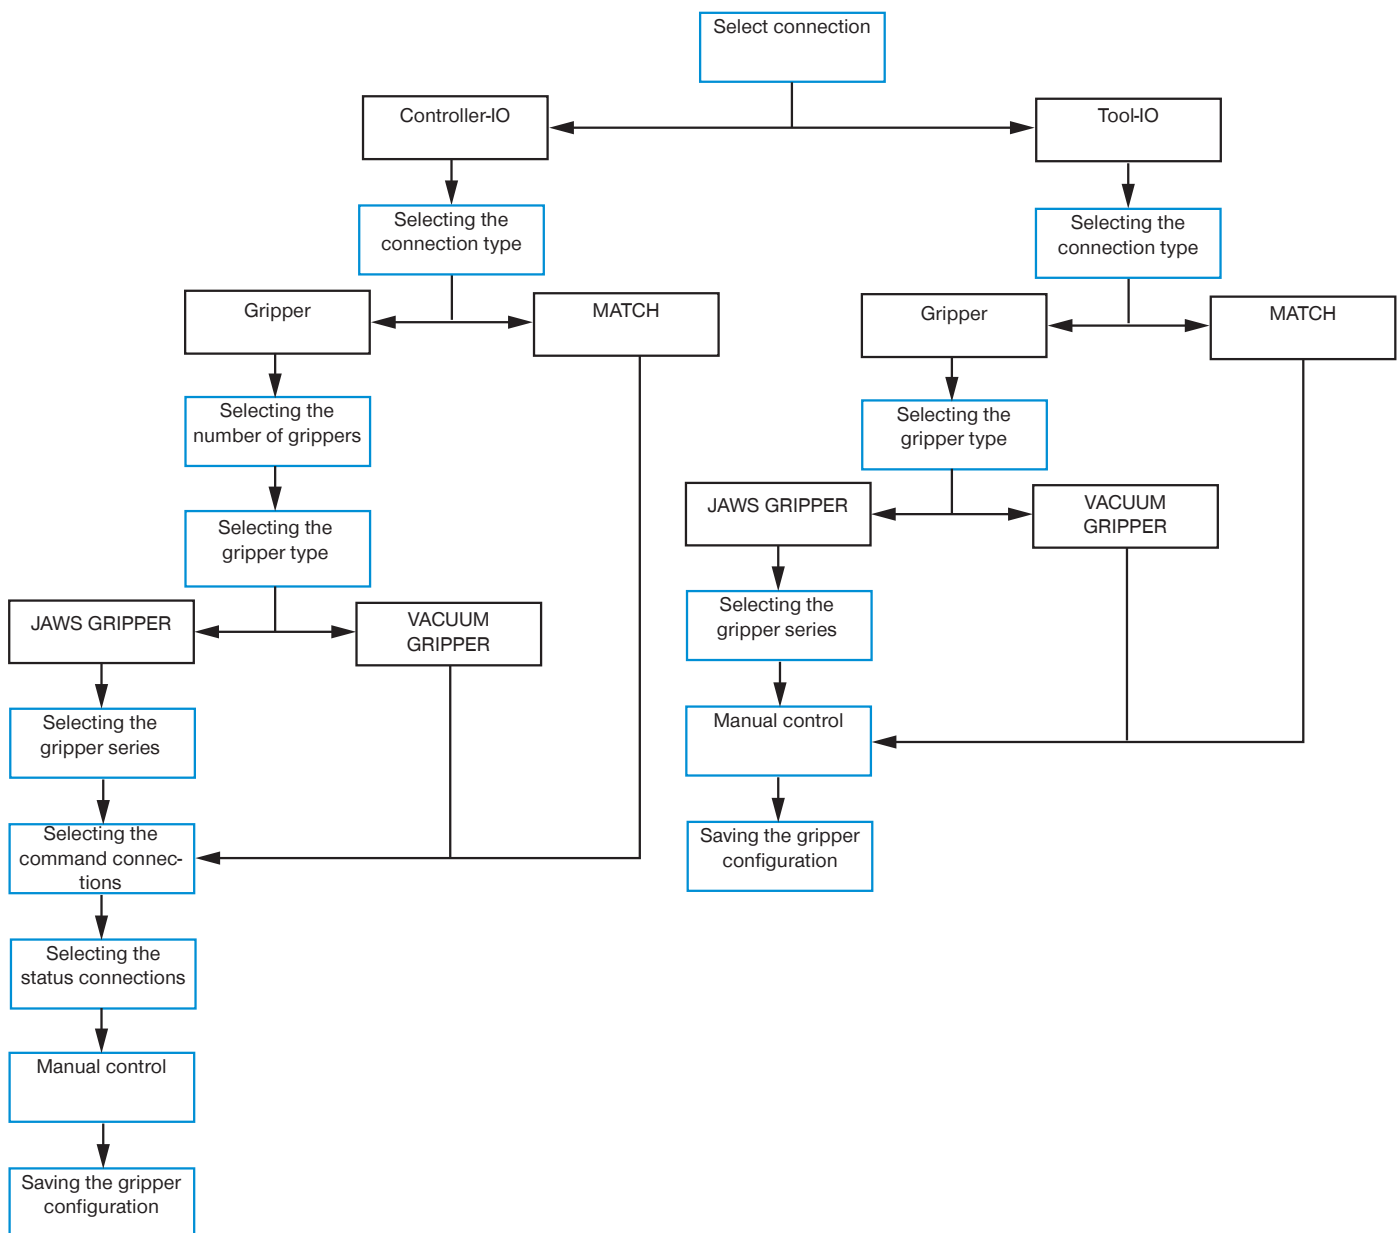 Select connection
Controller-IO
Tool-IO
Selecting the
connection type
Selecting the
connection type
Gripper
MATCH
Gripper
MATCH
Selecting the
number of grippers
Selecting the
gripper type
Selecting the
gripper type
JAWS GRIPPER
VACUUM
GRIPPER
JAWS GRIPPER
VACUUM
GRIPPER
Selecting the
gripper series
Selecting the
gripper series
Manual control
Selecting the
command connec-
tions
Saving the gripper
configuration
Selecting the
status connections
Manual control
Saving the gripper
configuration